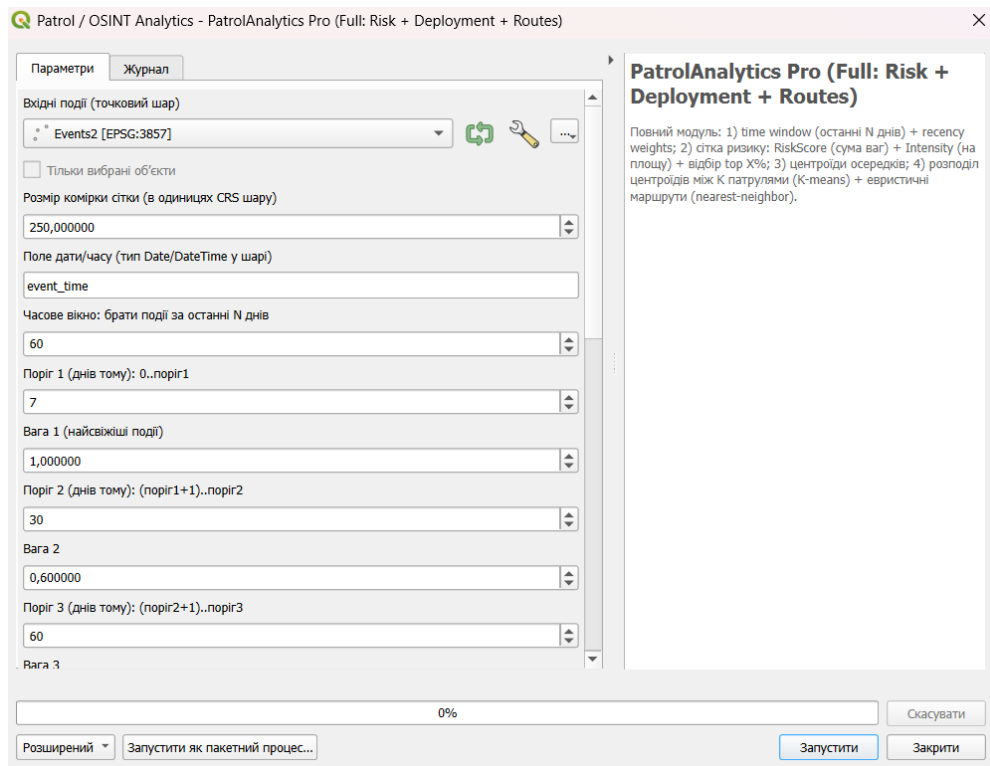 Patrol / OSINT Analytics - PatrolAnalytics Pro (Full: Risk + Deployment + Routes)
Параметри
Журнал
Вхідні події (точковий шар)
Events2 [EPSG:3857]
Тільки вибрані об'єкти
Розмір комірки сітки (в одиницях CRS шару)
250,000000
Поле дати/часу (тип Date/DateTime у шарі)
event_time
Часове вікно: брати події за останні N днів
60
Поріг 1 (днів тому): 0..поріг1
7
Вага 1 (найсвіжіші події)
1,000000
Поріг 2 (днів тому): (поріг1+1)..поріг2
30
Вага 2
0,600000
Поріг 3 (днів тому): (поріг2+1)..поріг3
60
Вага 3
PatrolAnalytics Pro (Full: Risk +
Deployment + Routes)
Повний модуль: 1) time window (останні N днів) + recency
weights; 2) сітка ризику: RiskScore (сума ваг) + Intensity (на
площу) + відбір top X%; 3) центроїди осередків; 4) розподіл
центроїдів між K патрулями (K-means) + евристичні
маршрути (nearest-neighbor).
0%
Скасувати
Розширений
Запустити як пакетний процес...
Запустити
Закрити